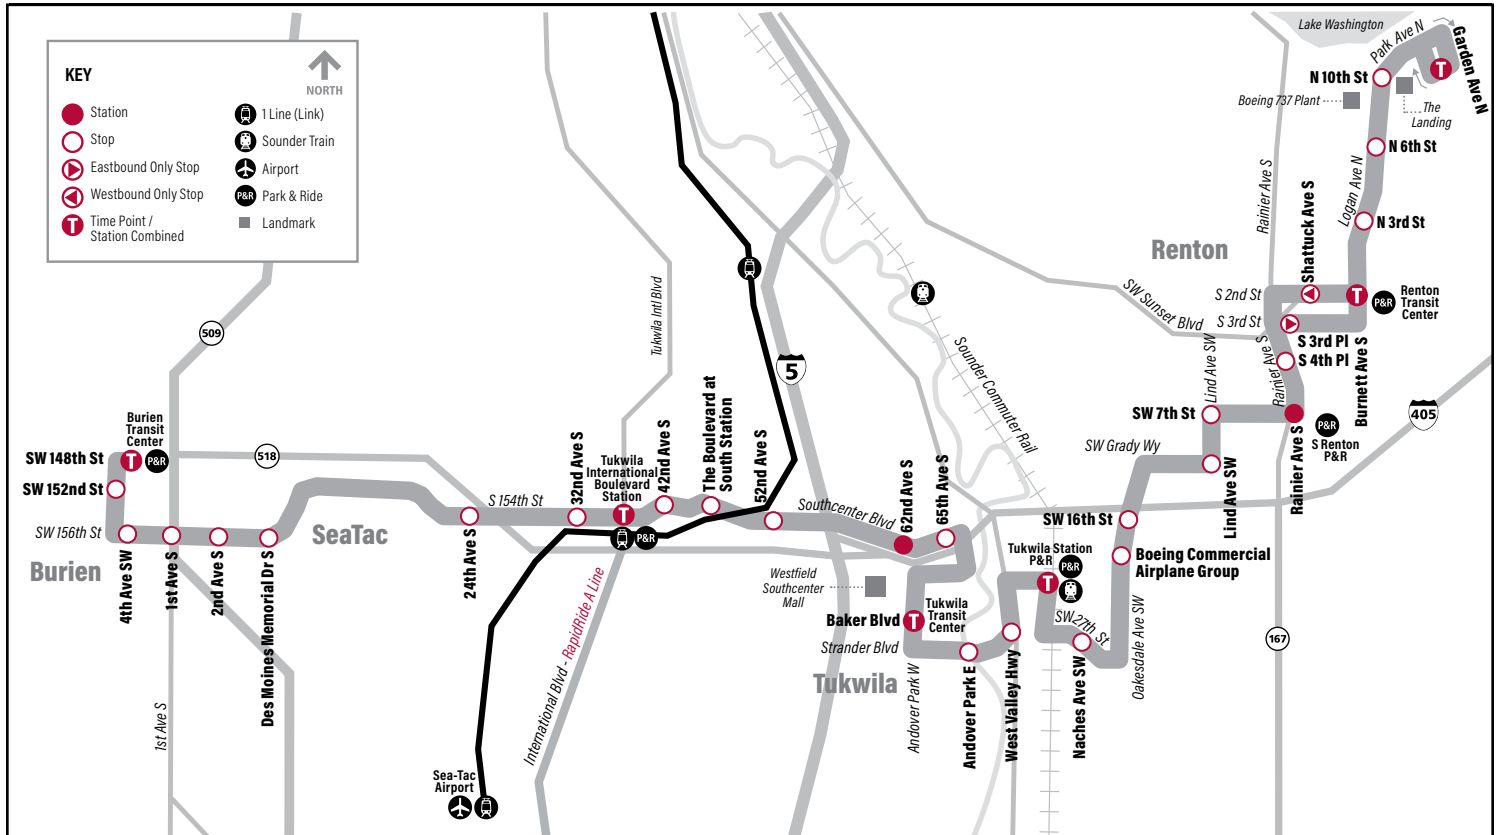 KEY
NORTH
Station
Stop
Eastbound Only Stop
Westbound Only Stop
T
Time Point /
Station Combined
1 Line (Link)
Sounder Train
Airport
P&R
Park & Ride
Landmark
Lake Washington
Park Ave N
Garden Ave N
T
N 10th St
Boeing 737 Plant
The
Landing
N 6th St
Logan Ave N
N 3rd St
Rainier Ave S
Shattuck Ave S
Renton
S 2nd St
T
P&R
Renton
Transit
Center
S 3rd St
S 3rd Pl
S 4th Pl
SW Sunset Blvd
Lind Ave SW
Rainier Ave S
Burnett Ave S
405
SW 7th St
P&R
S Renton
P&R
Rainier Ave S
SW Grady Wy
Lind Ave SW
SW 16th St
Boeing Commercial
Airplane Group
167
Oakesdale Ave SW
SW 27th St
Naches Ave SW
Tukwila Station
P&R
P&R
T
West Valley Hwy
Andover Park E
Sounder Commuter Rail
5
509
518
Tukwila Intl Blvd
Burien
Transit
Center
SW 148th St
T
P&R
SW 152nd St
SW 156th St
Burien
4th Ave SW
1st Ave S
2nd Ave S
Des Moines Memorial Dr S
1st Ave S
SeaTac
S 154th St
24th Ave S
32nd Ave S
Tukwila
International
Boulevard
Station
T
P&R
42nd Ave S
The Boulevard at
South Station
52nd Ave S
Southcenter Blvd
62nd Ave S
65th Ave S
Westfield
Southcenter
Mall
Baker Blvd
T
Tukwila
Transit
Center
Strander Blvd
Tukwila
Andover Park W
International Blvd - RapidRide A Line
Sea-Tac
Airport